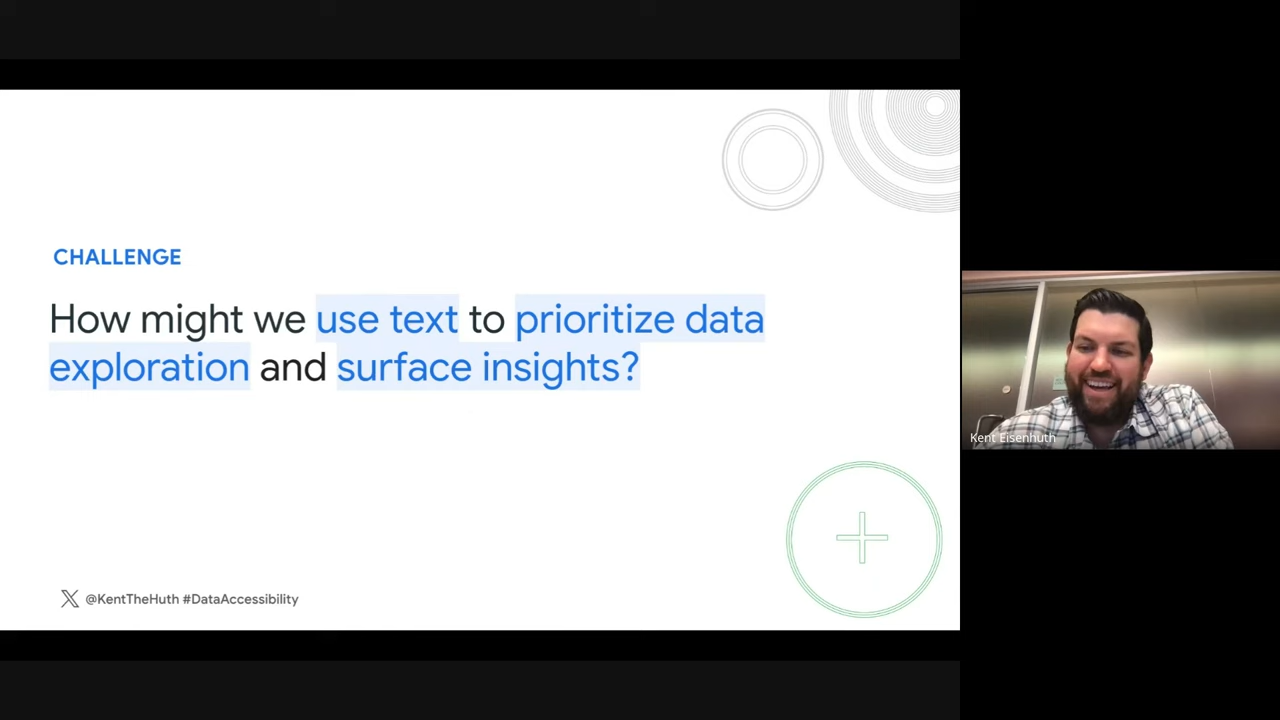 CHALLENGE
How might we use text to prioritize data
exploration and surface insights?
@KentTheHuth #DataAccessibility
Kent Eisenhuth